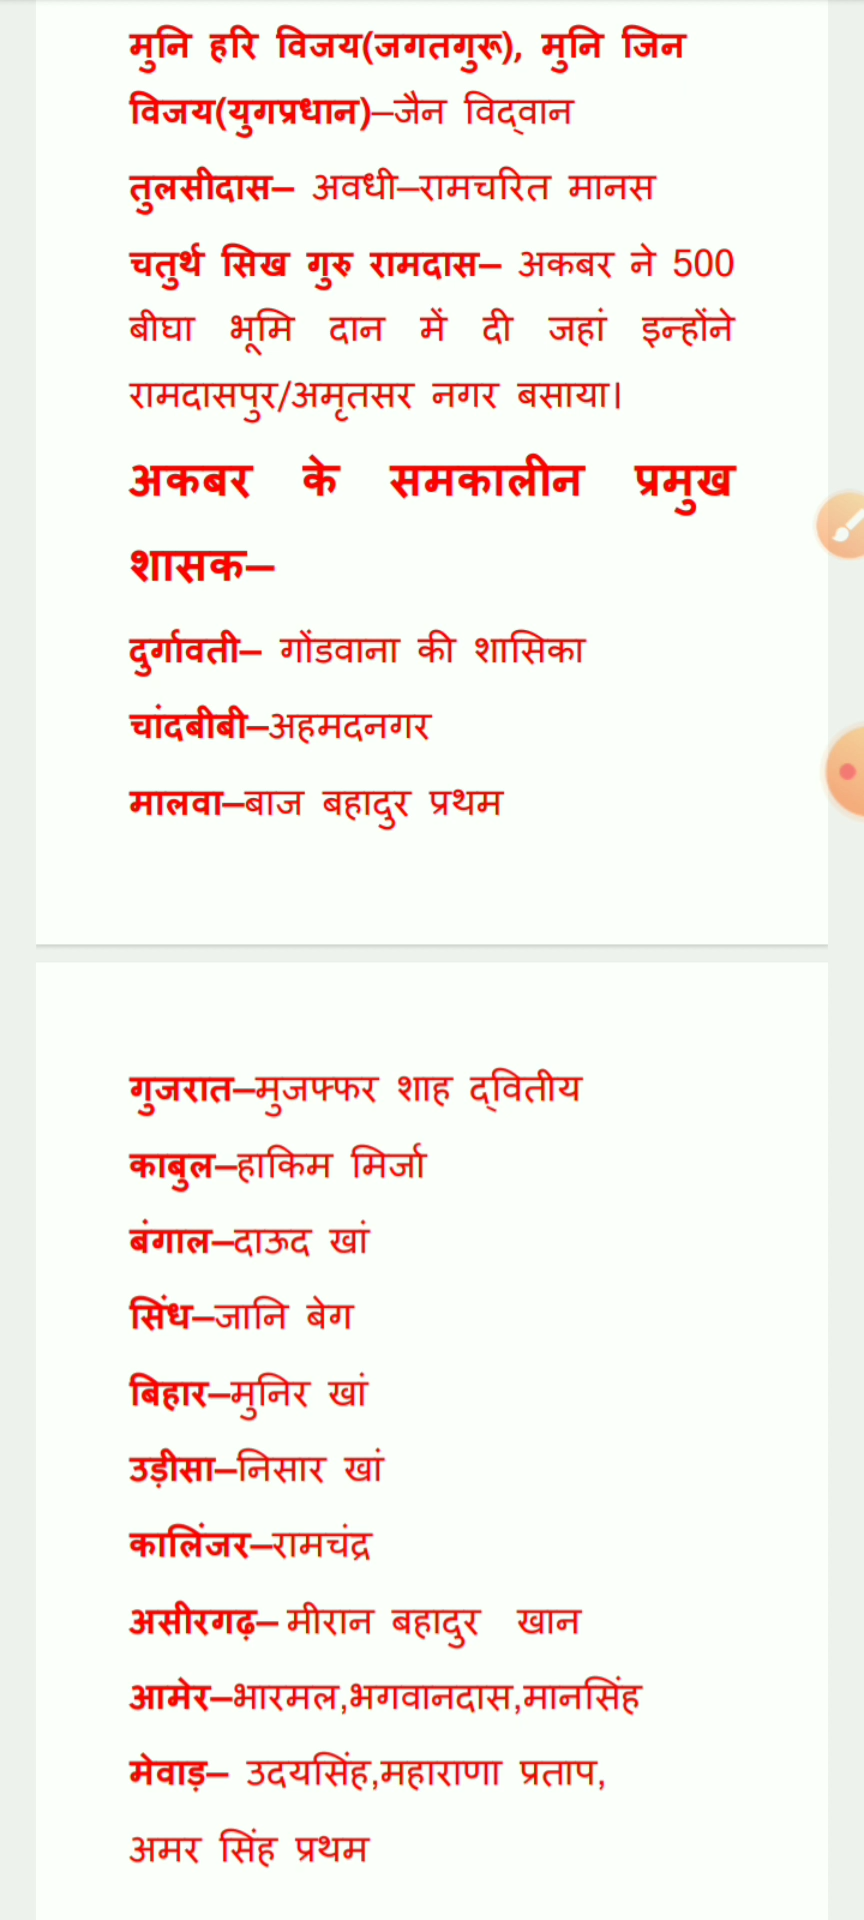 मुनि हरि विजय(जगतगुरू), मुनि जिन
विजय(युगप्रधान)–जैन विद्वान
तुलसीदास– अवधी–रामचरित मानस
चतुर्थ सिख गुरु रामदास– अकबर ने 500
बीघा भूमि दान में दी जहां इन्होंने
रामदासपुर/अमृतसर नगर बसाया।
अकबर के समकालीन प्रमुख
शासक–
दुर्गावती– गोंडवाना की शासिका
चांदबीबी–अहमदनगर
मालवा–बाज बहादुर प्रथम
गुजरात–मुजफ्फर शाह द्वितीय
काबुल–हाकिम मिर्जा
बंगाल–दाऊद खां
सिंध–जानि बेग
बिहार–मुनिर खां
उड़ीसा–निसार खां
कालिंजर–रामचंद्र
असीरगढ़– मीरान बहादुर खान
आमेर–भारमल,भगवानदास,मानसिंह
मेवाड़– उदयसिंह,महाराणा प्रताप,
अमर सिंह प्रथम